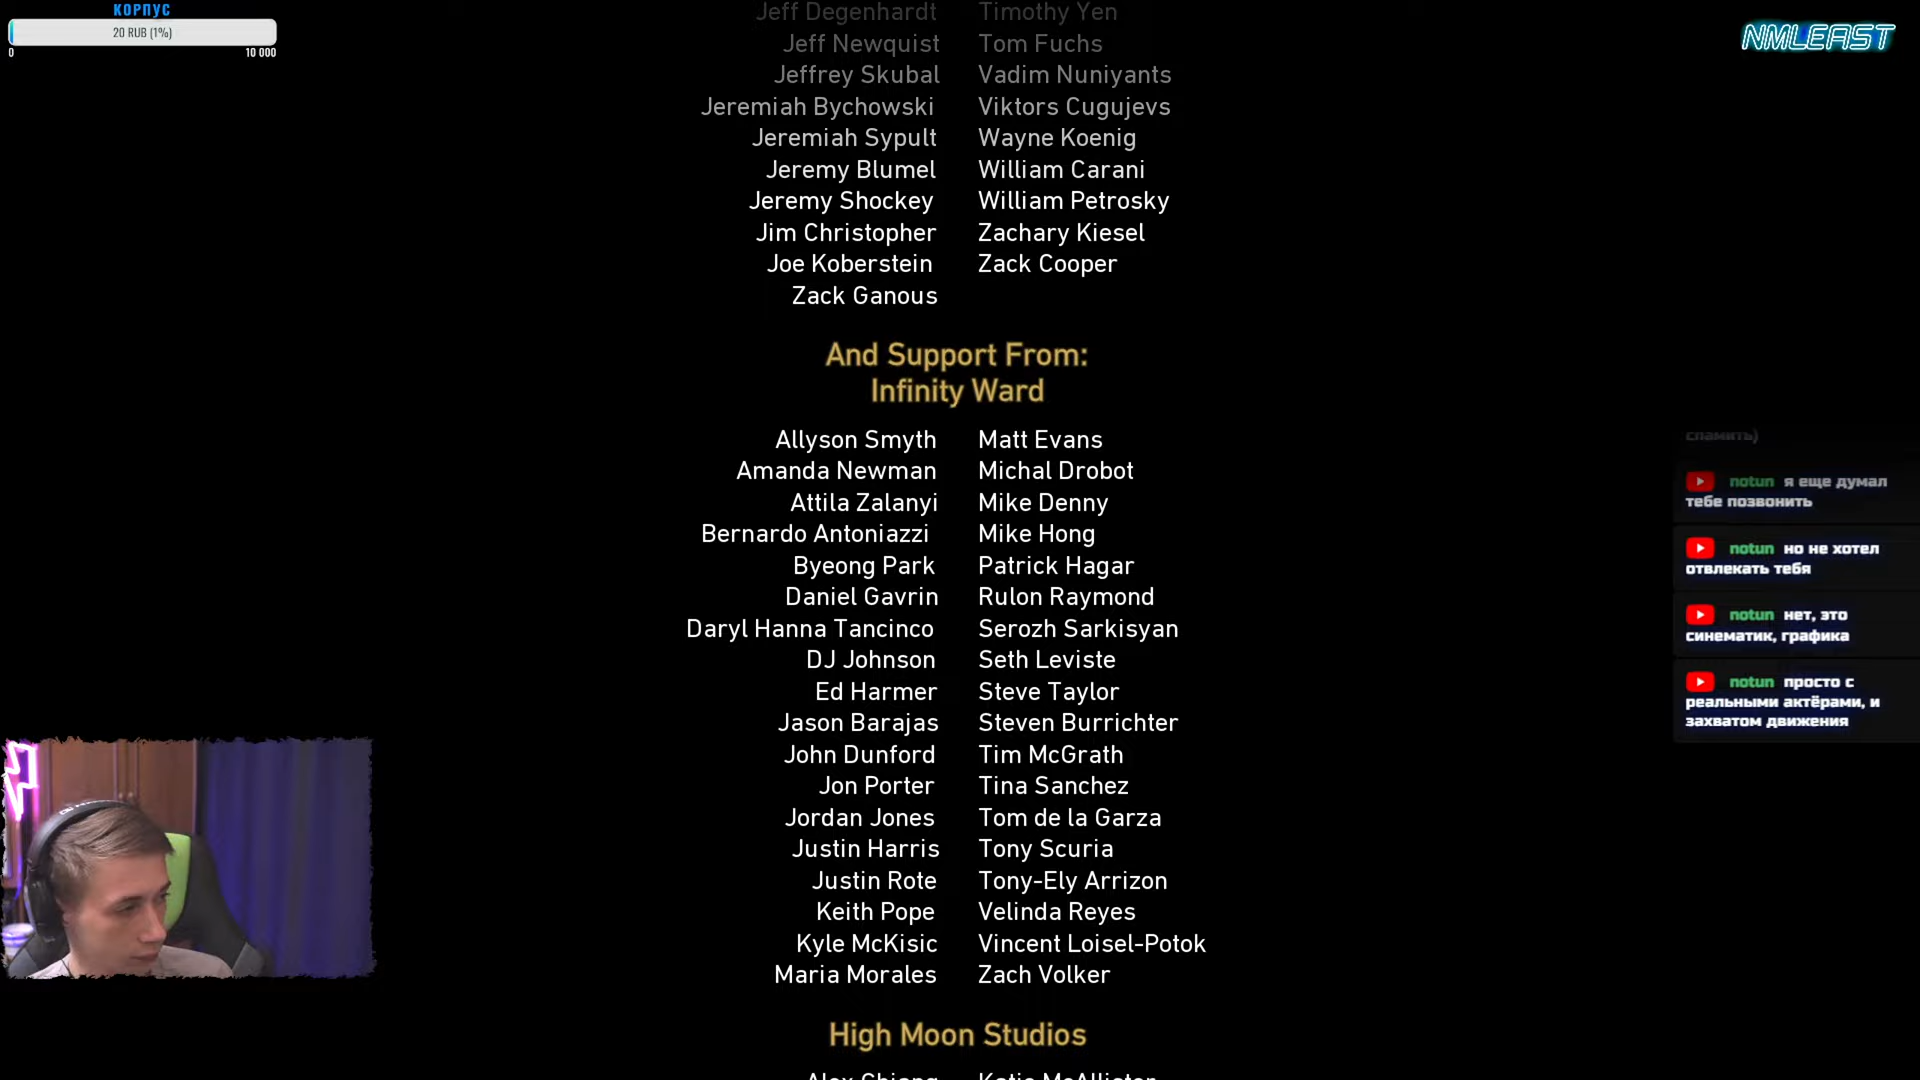 корпус
20 RUB (1%)
0 10 000
NMLEAST
Jeff Degenhardt Timothy Yen
Jeff Newquist Tom Fuchs
Jeffrey Skubal Vadim Nuniyants
Jeremiah Bychowski Viktors Cugujevs
Jeremiah Sypult Wayne Koenig
Jeremy Blumel William Carani
Jeremy Shockey William Petrosky
Jim Christopher Zachary Kiesel
Joe Koberstein Zack Cooper
Zack Ganous
And Support From:
Infinity Ward
Allyson Smyth Matt Evans
Amanda Newman Michal Drobot
Attila Zalanyi Mike Denny
Bernardo Antoniazzi Mike Hong
Byeong Park Patrick Hagar
Daniel Gavrin Rulon Raymond
Daryl Hanna Tancinco Serozh Sarkisyan
DJ Johnson Seth Leviste
Ed Harmer Steve Taylor
Jason Barajas Steven Burrichter
John Dunford Tim McGrath
Jon Porter Tina Sanchez
Jordan Jones Tom de la Garza
Justin Harris Tony Scuria
Justin Rote Tony-Ely Arrizon
Keith Pope Velinda Reyes
Kyle McKisic Vincent Loisel-Potok
Maria Morales Zach Volker
High Moon Studios
спамить)
notun я еще думал
тебе позвонить
notun но не хотел
отвлекать тебя
notun нет, это
синематик, графика
notun просто с
реальными актёрами, и
захватом движения